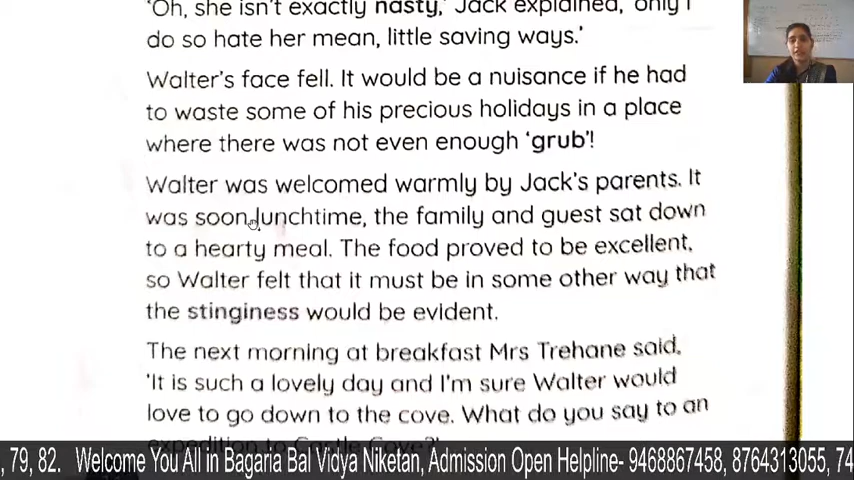 'Oh, she isn't exactly nasty,' Jack explained, 'only I
do so hate her mean, little saving ways.'
Walter's face fell. It would be a nuisance if he had
to waste some of his precious holidays in a place
where there was not even enough 'grub'!
Walter was welcomed warmly by Jack's parents. It
was soon lunchtime, the family and guest sat down
to a hearty meal. The food proved to be excellent,
so Walter felt that it must be in some other way that
the stinginess would be evident.
The next morning at breakfast Mrs Trehane said,
'It is such a lovely day and I'm sure Walter would
love to go down to the cove. What do you say to an
expedition to Castle Cove?'
, 79, 82. Welcome You All in Bagaria Bal Vidya Niketan, Admission Open Helpline- 9468867458, 8764313055, 74